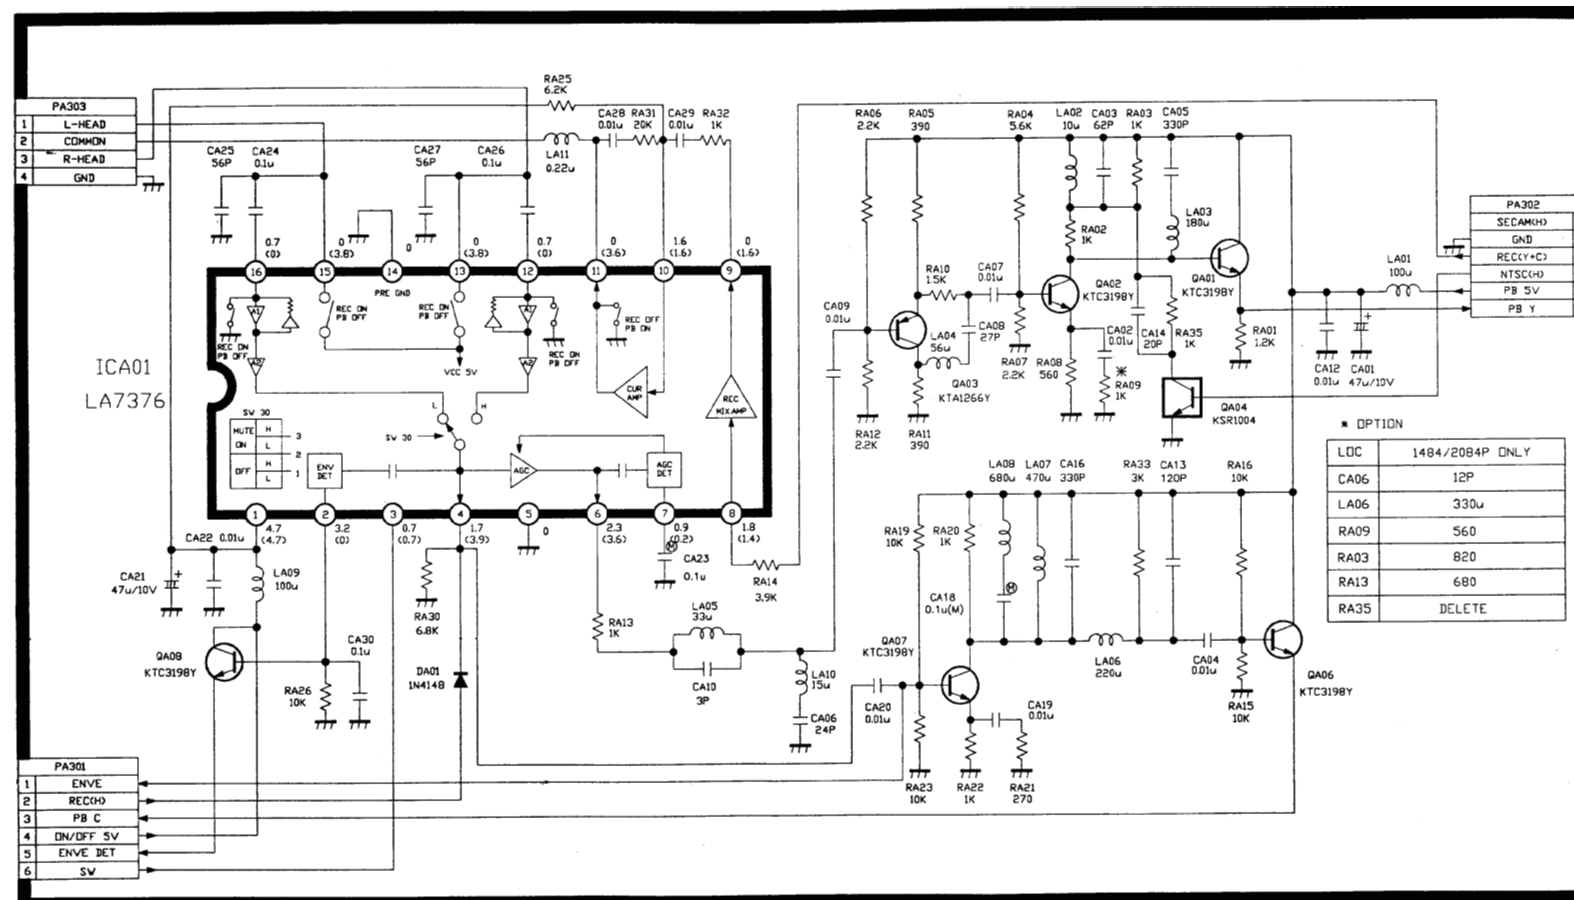 PA303
1 L-HEAD
2 COMMON
3 R-HEAD
4 GND
RA25
6.2K
CA28
0.01u
RA31
20K
CA29
0.01u
RA32
1K
LA11
0.22u
CA25
56P
CA24
0.1u
CA27
56P
CA26
0.1u
0.7
(0)
0
(3.8)
0
0
(3.8)
0.7
(0)
0
(3.6)
1.6
(1.6)
0
(1.6)
16
15
14
13
12
11
10
9
PRE GND
A1
REC ON
PB OFF
REC ON
PB OFF
A1
REC OFF
PB ON
REC ON
PB OFF
A2
VCC 5V
A2
REC ON
PB OFF
CUR
AMP
REC
MIXAMP
ICA01
LA7376
SW 30
MUTE H
ON L
OFF H
L
3
2
1
L
H
SW 30
ENV
DET
AGC
AGC
DET
1
2
3
4
5
6
7
8
4.7
(4.7)
3.2
(0)
0.7
(0.7)
1.7
(3.9)
0
2.3
(3.6)
0.9
(0.2)
1.8
(1.4)
CA22 0.01u
CA21
47u/10V
LA09
100u
QA08
KTC3198Y
CA30
0.1u
RA26
10K
RA30
6.8K
DA01
1N4148
RA13
1K
M
CA23
0.1u
LA05
33u
CA10
3P
RA14
3.9K
LA10
15u
CA06
24P
PA301
1 ENVE
2 REC(H)
3 PB C
4 ON/OFF 5V
5 ENVE DET
6 SW
RA06
2.2K
RA05
390
RA04
5.6K
LA02
10u
CA03
62P
RA03
1K
CA05
330P
RA02
1K
LA03
180u
CA09
0.01u
RA10
1.5K
CA07
0.01u
QA02
KTC3198Y
QA01
KTC3198Y
LA04
56u
CA08
27P
CA02
0.01u
CA14
20P
RA35
1K
RA01
1.2K
RA07
2.2K
RA08
560
* RA09
1K
QA03
KTA1266Y
RA12
2.2K
RA11
390
QA04
KSR1004
LA01
100u
CA12
0.01u
CA01
47u/10V
PA302
SECAM(H)
GND
REC(Y+C)
NTSC(H)
PB 5V
PB Y
* OPTION
LOC 1484/2084P ONLY
CA06 12P
LA06 330u
RA09 560
RA03 820
RA13 680
RA35 DELETE
LA08
680u
LA07
470u
CA16
330P
RA33
3K
CA13
120P
RA16
10K
RA19
10K
RA20
1K
CA18
0.1u(M)
M
QA07
KTC3198Y
LA06
220u
CA04
0.01u
RA15
10K
QA06
KTC3198Y
CA20
0.01u
CA19
0.01u
RA23
10K
RA22
1K
RA21
270